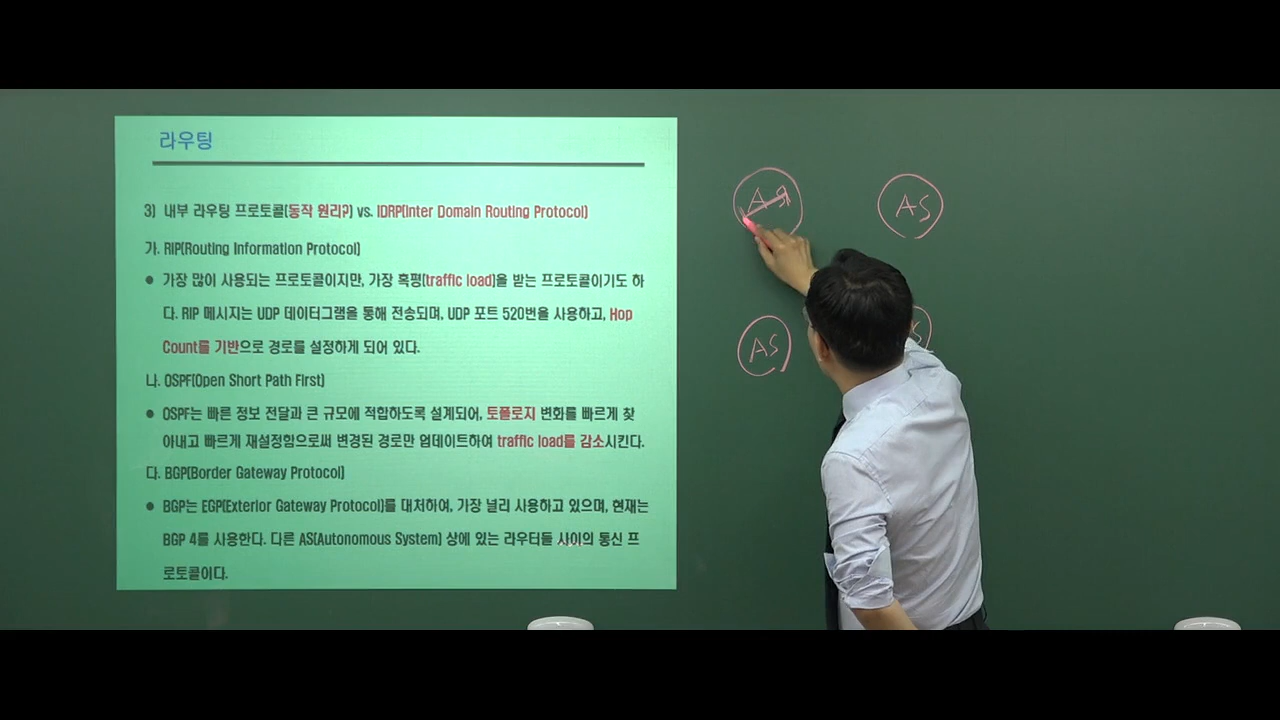 라우팅
3) 내부 라우팅 프로토콜(동작 원리?) vs. IDRP(Inter Domain Routing Protocol)
가. RIP(Routing Information Protocol)
● 가장 많이 사용되는 프로토콜이지만, 가장 혹평(traffic load)을 받는 프로토콜이기도 하
다. RIP 메시지는 UDP 데이터그램을 통해 전송되며, UDP 포트 520번을 사용하고, Hop
Count를 기반으로 경로를 설정하게 되어 있다.
나. OSPF(Open Short Path First)
● OSPF는 빠른 정보 전달과 큰 규모에 적합하도록 설계되어, 토폴로지 변화를 빠르게 찾
아내고 빠르게 재설정함으로써 변경된 경로만 업데이트하여 traffic load를 감소시킨다.
다. BGP(Border Gateway Protocol)
● BGP는 EGP(Exterior Gateway Protocol)를 대처하여, 가장 널리 사용하고 있으며, 현재는
BGP 4를 사용한다. 다른 AS(Autonomous System) 상에 있는 라우터들 사이의 통신 프
로토콜이다.
AS
AS
S